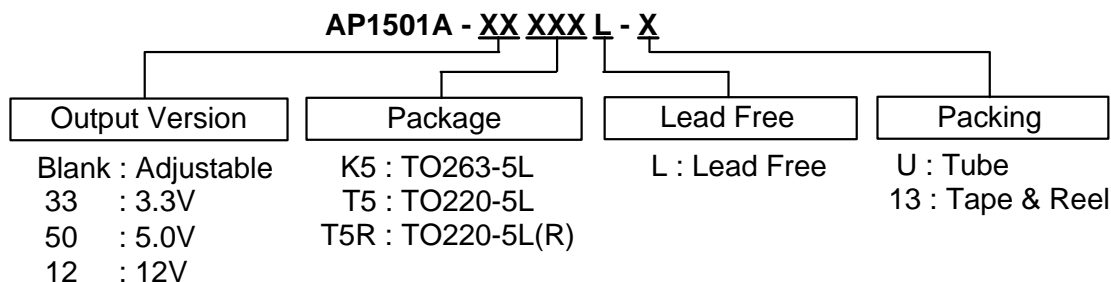 AP1501A - XX XXX L - X
Output Version
Blank : Adjustable
33 : 3.3V
50 : 5.0V
12 : 12V
Package
K5 : TO263-5L
T5 : TO220-5L
T5R : TO220-5L(R)
Lead Free
L : Lead Free
Packing
U : Tube
13 : Tape & Reel